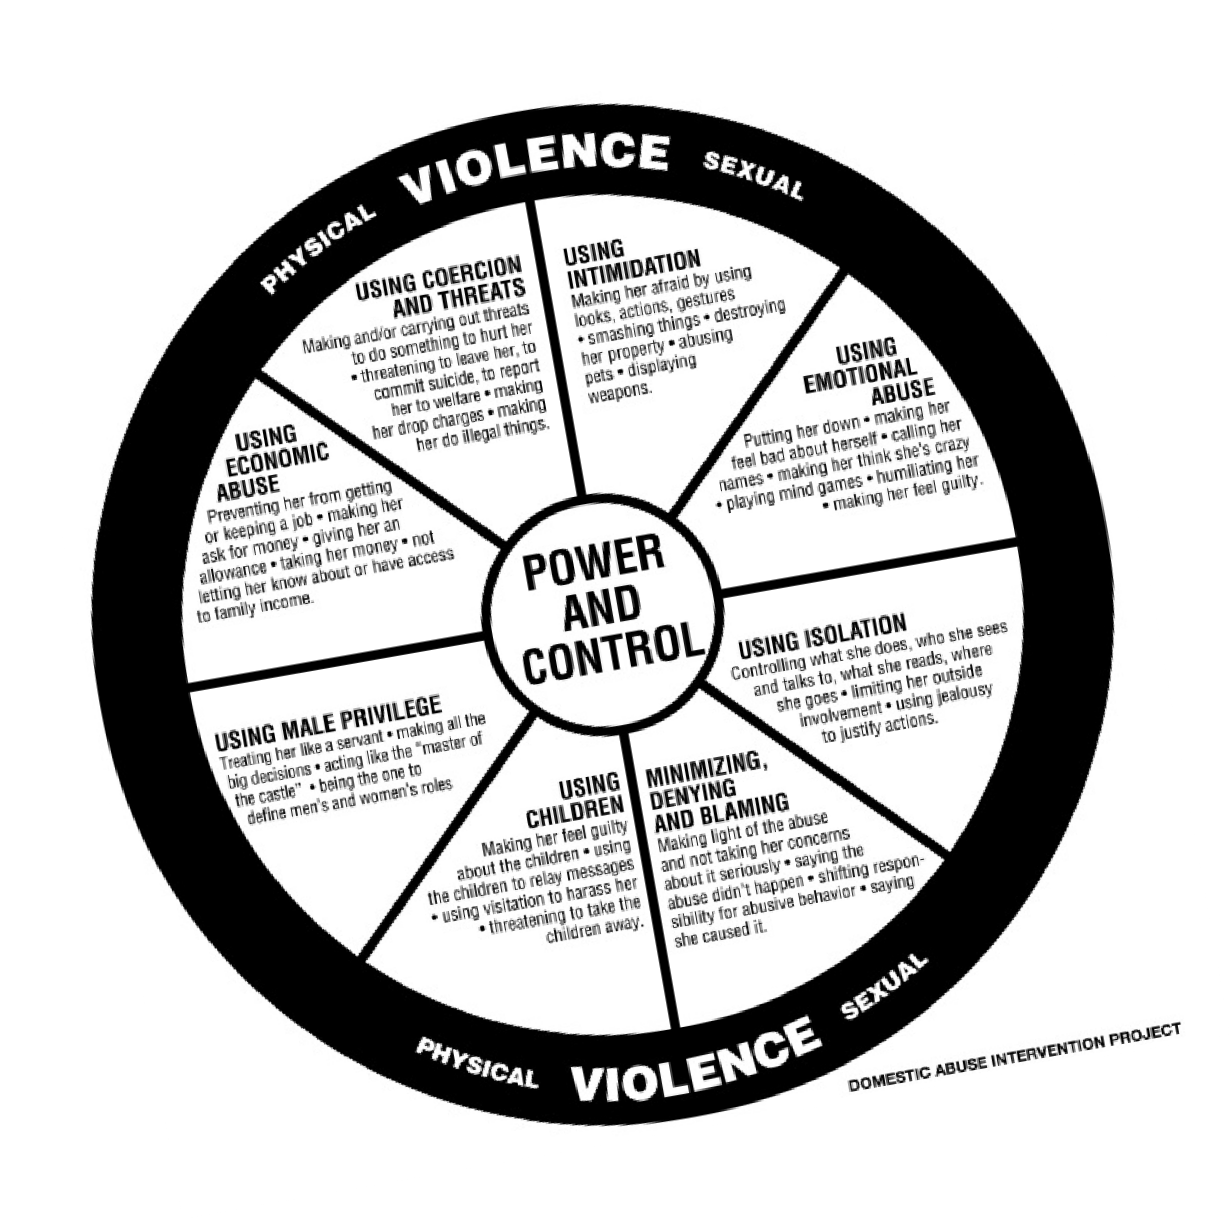 PHYSICAL VIOLENCE SEXUAL
USING COERCION
AND THREATS
Making and/or carrying out threats
to do something to hurt her
• threatening to leave her, to
commit suicide, to report
her to welfare • making
her drop charges • making
her do illegal things.
USING
INTIMIDATION
Making her afraid by using
looks, actions, gestures
• smashing things • destroying
her property • abusing
pets • displaying
weapons.
USING
EMOTIONAL
ABUSE
Putting her down • making her
feel bad about herself • calling her
names • making her think she's crazy
• playing mind games • humiliating her
• making her feel guilty.
USING ISOLATION
Controlling what she does, who she sees
and talks to, what she reads, where
she goes • limiting her outside
involvement • using jealousy
to justify actions.
MINIMIZING,
DENYING
AND BLAMING
Making light of the abuse
and not taking her concerns
about it seriously • saying the
abuse didn't happen • shifting respon-
sibility for abusive behavior • saying
she caused it.
USING
CHILDREN
Making her feel guilty
about the children • using
the children to relay messages
• using visitation to harass her
• threatening to take the
children away.
USING MALE PRIVILEGE
Treating her like a servant • making all the
big decisions • acting like the "master of
the castle" • being the one to
define men's and women's roles
USING
ECONOMIC
ABUSE
Preventing her from getting
or keeping a job • making her
ask for money • giving her an
allowance • taking her money • not
letting her know about or have access
to family income.
POWER
AND
CONTROL
PHYSICAL VIOLENCE SEXUAL
DOMESTIC ABUSE INTERVENTION PROJECT